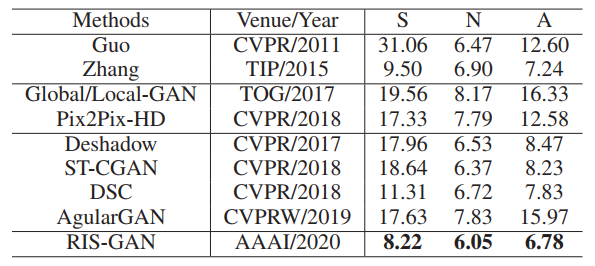 Methods Venue/Year S N A
Guo CVPR/2011 31.06 6.47 12.60
Zhang TIP/2015 9.50 6.90 7.24
Global/Local-GAN TOG/2017 19.56 8.17 16.33
Pix2Pix-HD CVPR/2018 17.33 7.79 12.58
Deshadow CVPR/2017 17.96 6.53 8.47
ST-CGAN CVPR/2018 18.64 6.37 8.23
DSC CVPR/2018 11.31 6.72 7.83
AgularGAN CVPRW/2019 17.63 7.83 15.97
RIS-GAN AAAI/2020 8.22 6.05 6.78